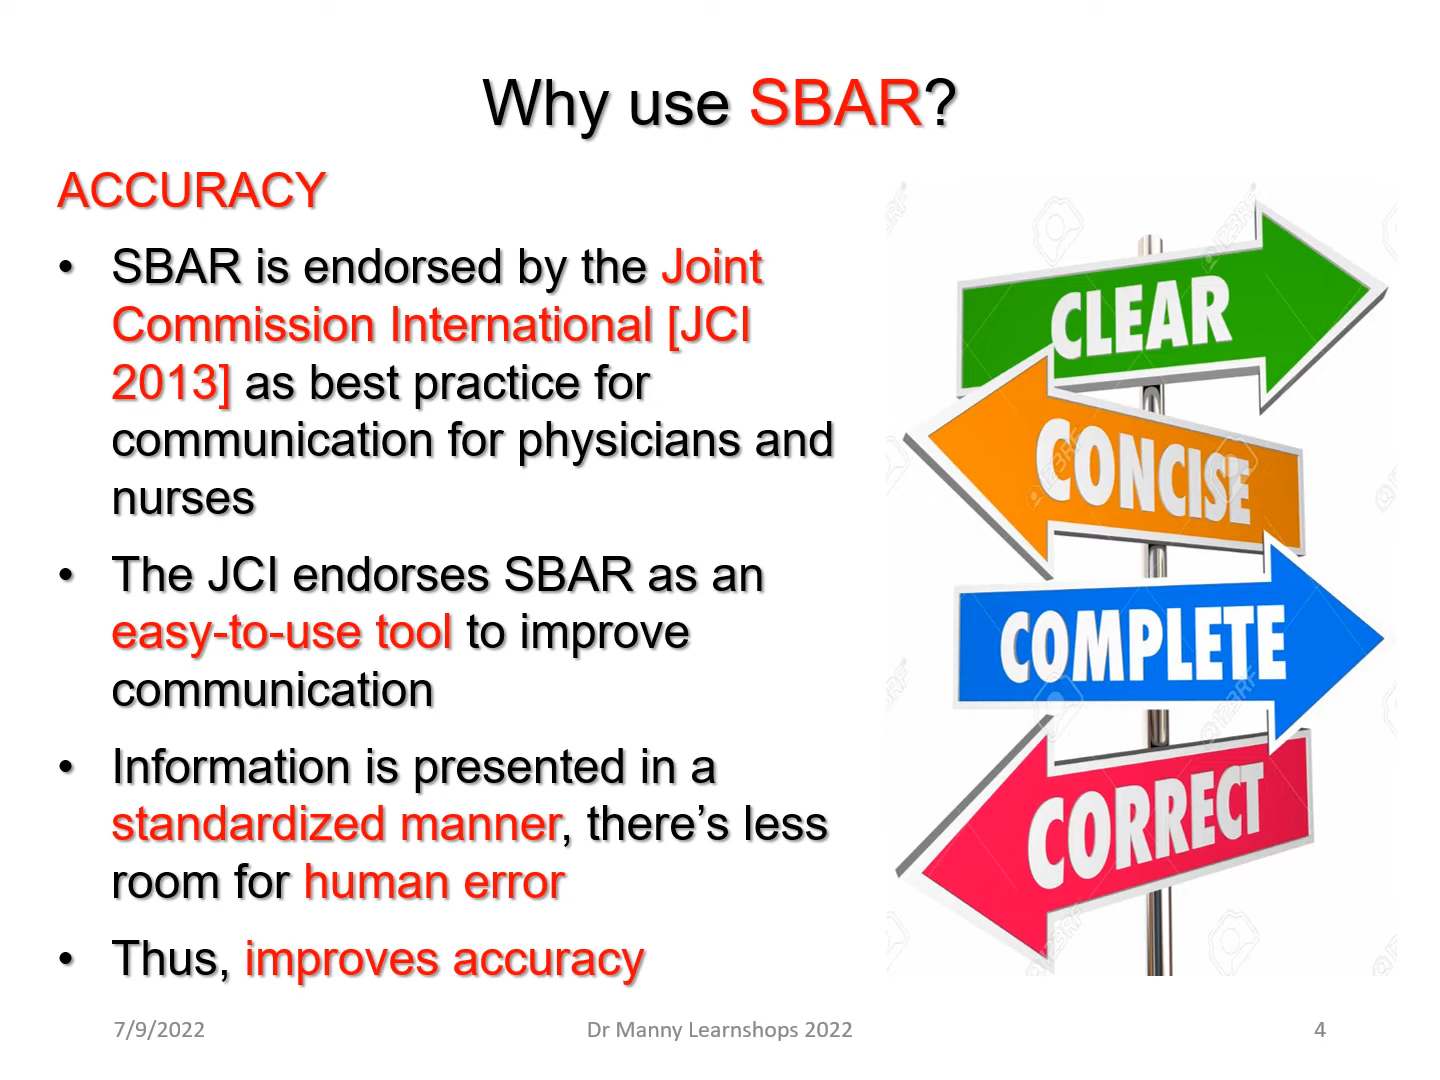 Why use SBAR?
ACCURACY
• SBAR is endorsed by the Joint
Commission International [JCI
2013] as best practice for
communication for physicians and
nurses
• The JCI endorses SBAR as an
easy-to-use tool to improve
communication
• Information is presented in a
standardized manner, there’s less
room for human error
• Thus, improves accuracy
CLEAR
CONCISE
COMPLETE
CORRECT
7/9/2022
Dr Manny Learnshops 2022
4